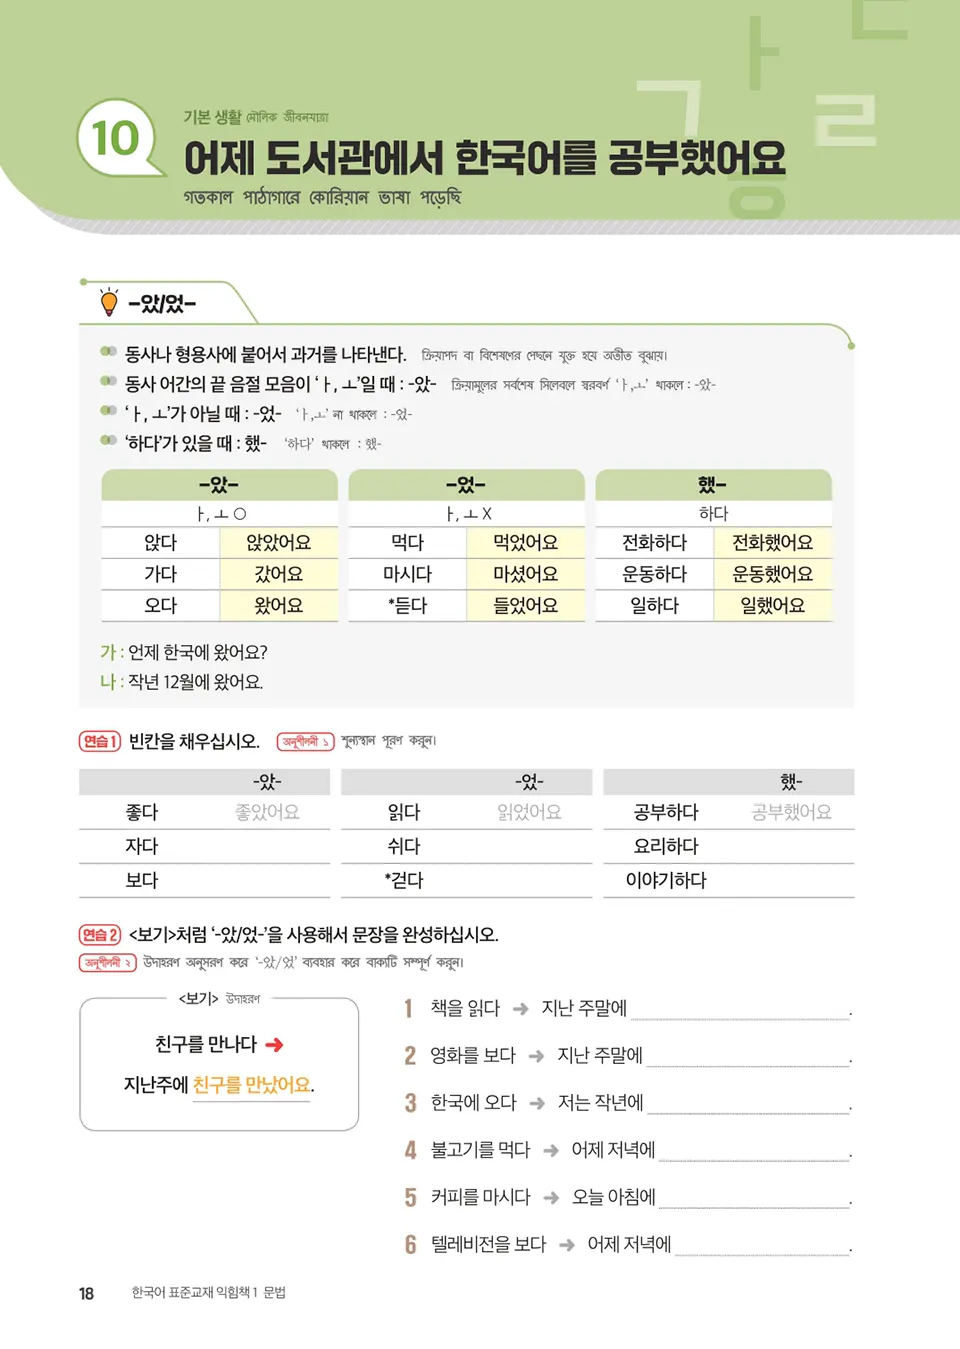 10
기본 생활 মৌলিক জীবনযাত্রা
어제 도서관에서 한국어를 공부했어요
গতকাল পাঠাগারে কোরিয়ান ভাষা পড়েছি
ㄱ ㅏ ㄷ ㄹ ㅎ
-았/었-
동사나 형용사에 붙어서 과거를 나타낸다. ক্রিয়াপদ বা বিশেষণের পেছনে যুক্ত হয়ে অতীত বুঝায়।
동사 어간의 끝 음절 모음이 ‘ㅏ, ㅗ’일 때 : -았- ক্রিয়ামূলের সর্বশেষ সিলেবলে স্বরবর্ণ ‘ㅏ,ㅗ’ থাকলে : -았-
‘ㅏ, ㅗ’가 아닐 때 : -었- ‘ㅏ,ㅗ’ না থাকলে : -었-
‘하다’가 있을 때 : 했- ‘하다’ থাকলে : 했-
-았- -었- 했-
ㅏ, ㅗ O ㅏ, ㅗ X 하다
앉다 앉았어요 먹다 먹었어요 전화하다 전화했어요
가다 갔어요 마시다 마셨어요 운동하다 운동했어요
오다 왔어요 *듣다 들었어요 일하다 일했어요
가 : 언제 한국에 왔어요?
나 : 작년 12월에 왔어요.
연습 1 빈칸을 채우십시오. অনুশীলনী ১ শূন্যস্থান পূরণ করুন।
-았- -었- 했-
좋다 좋았어요 읽다 읽었어요 공부하다 공부했어요
자다 쉬다 요리하다
보다 *걷다 이야기하다
연습 2 <보기>처럼 ‘-았/었-’을 사용해서 문장을 완성하십시오.
অনুশীলনী ২ উদাহরণ অনুসরণ করে ‘-았/었’ ব্যবহার করে বাক্যটি সম্পূর্ণ করুন।
<보기> উদাহরণ
친구를 만나다 ➜
지난주에 친구를 만났어요.
1 책을 읽다 ➜ 지난 주말에 .
2 영화를 보다 ➜ 지난 주말에 .
3 한국에 오다 ➜ 저는 작년에 .
4 불고기를 먹다 ➜ 어제 저녁에 .
5 커피를 마시다 ➜ 오늘 아침에 .
6 텔레비전을 보다 ➜ 어제 저녁에 .
18 한국어 표준교재 익힘책 1 문법